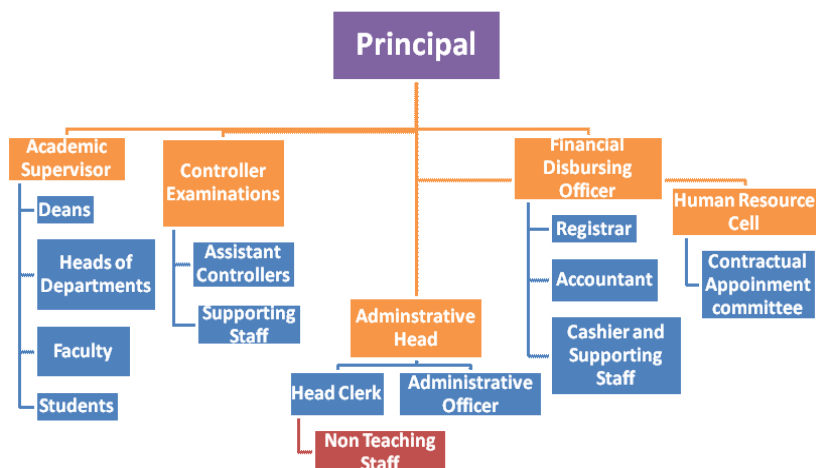 Principal
Academic
Supervisor
Deans
Heads of
Departments
Faculty
Students
Controller
Examinations
Assistant
Controllers
Supporting
Staff
Adminstrative
Head
Head Clerk
Non Teaching
Staff
Administrative
Officer
Financial
Disbursing
Officer
Registrar
Accountant
Cashier and
Supporting
Staff
Human Resource
Cell
Contractual
Appoinment
committee